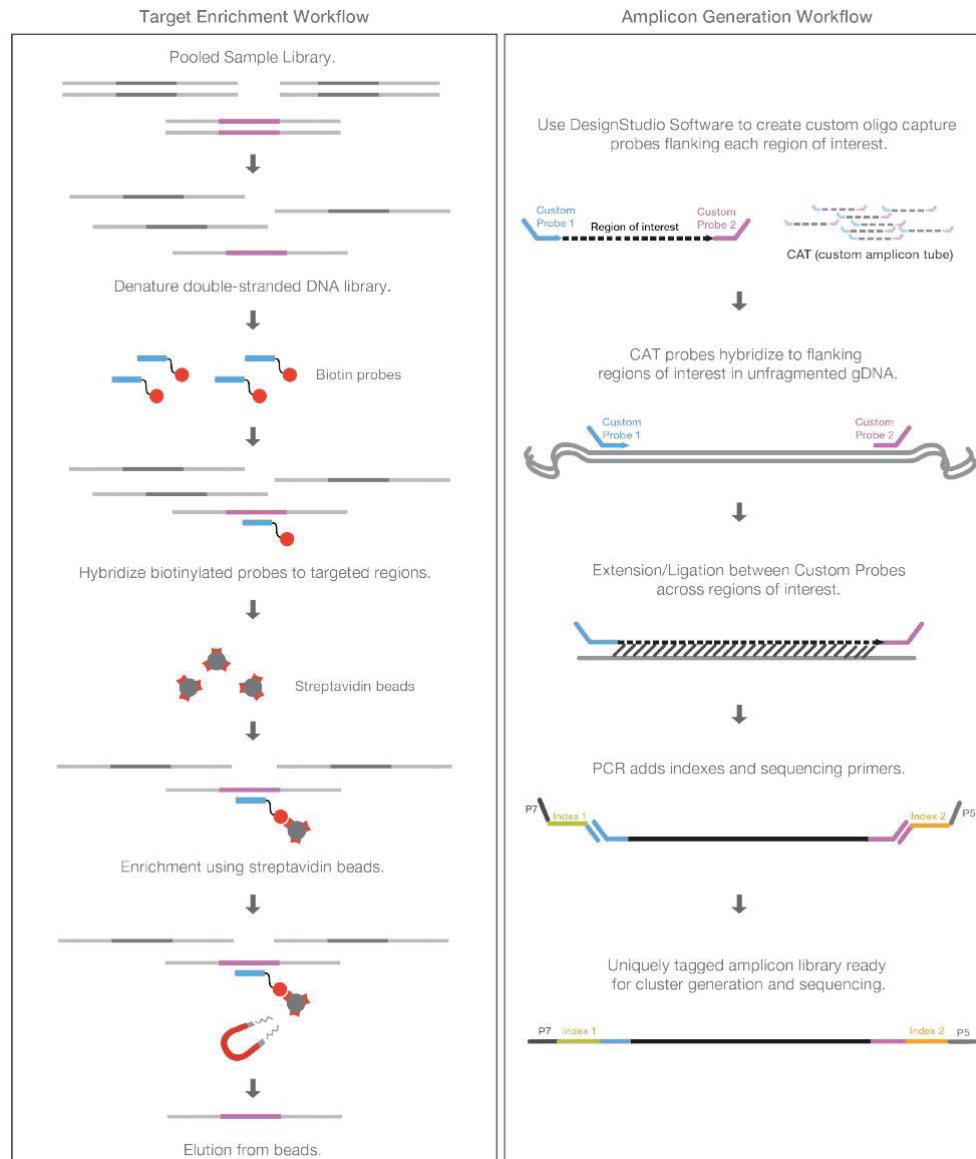 Target Enrichment Workflow
Pooled Sample Library.
Denature double-stranded DNA library.
Biotin probes
Hybridize biotinylated probes to targeted regions.
Streptavidin beads
Enrichment using streptavidin beads.
Elution from beads.
Amplicon Generation Workflow
Use DesignStudio Software to create custom oligo capture
probes flanking each region of interest.
Custom
Probe 1
Region of interest
Custom
Probe 2
CAT (custom amplicon tube)
CAT probes hybridize to flanking
regions of interest in unfragmented gDNA.
Custom
Probe 1
Custom
Probe 2
Extension/Ligation between Custom Probes
across regions of interest.
PCR adds indexes and sequencing primers.
P7
Index 1
Index 2
P5
Uniquely tagged amplicon library ready
for cluster generation and sequencing.
P7
Index 1
Index 2
P5